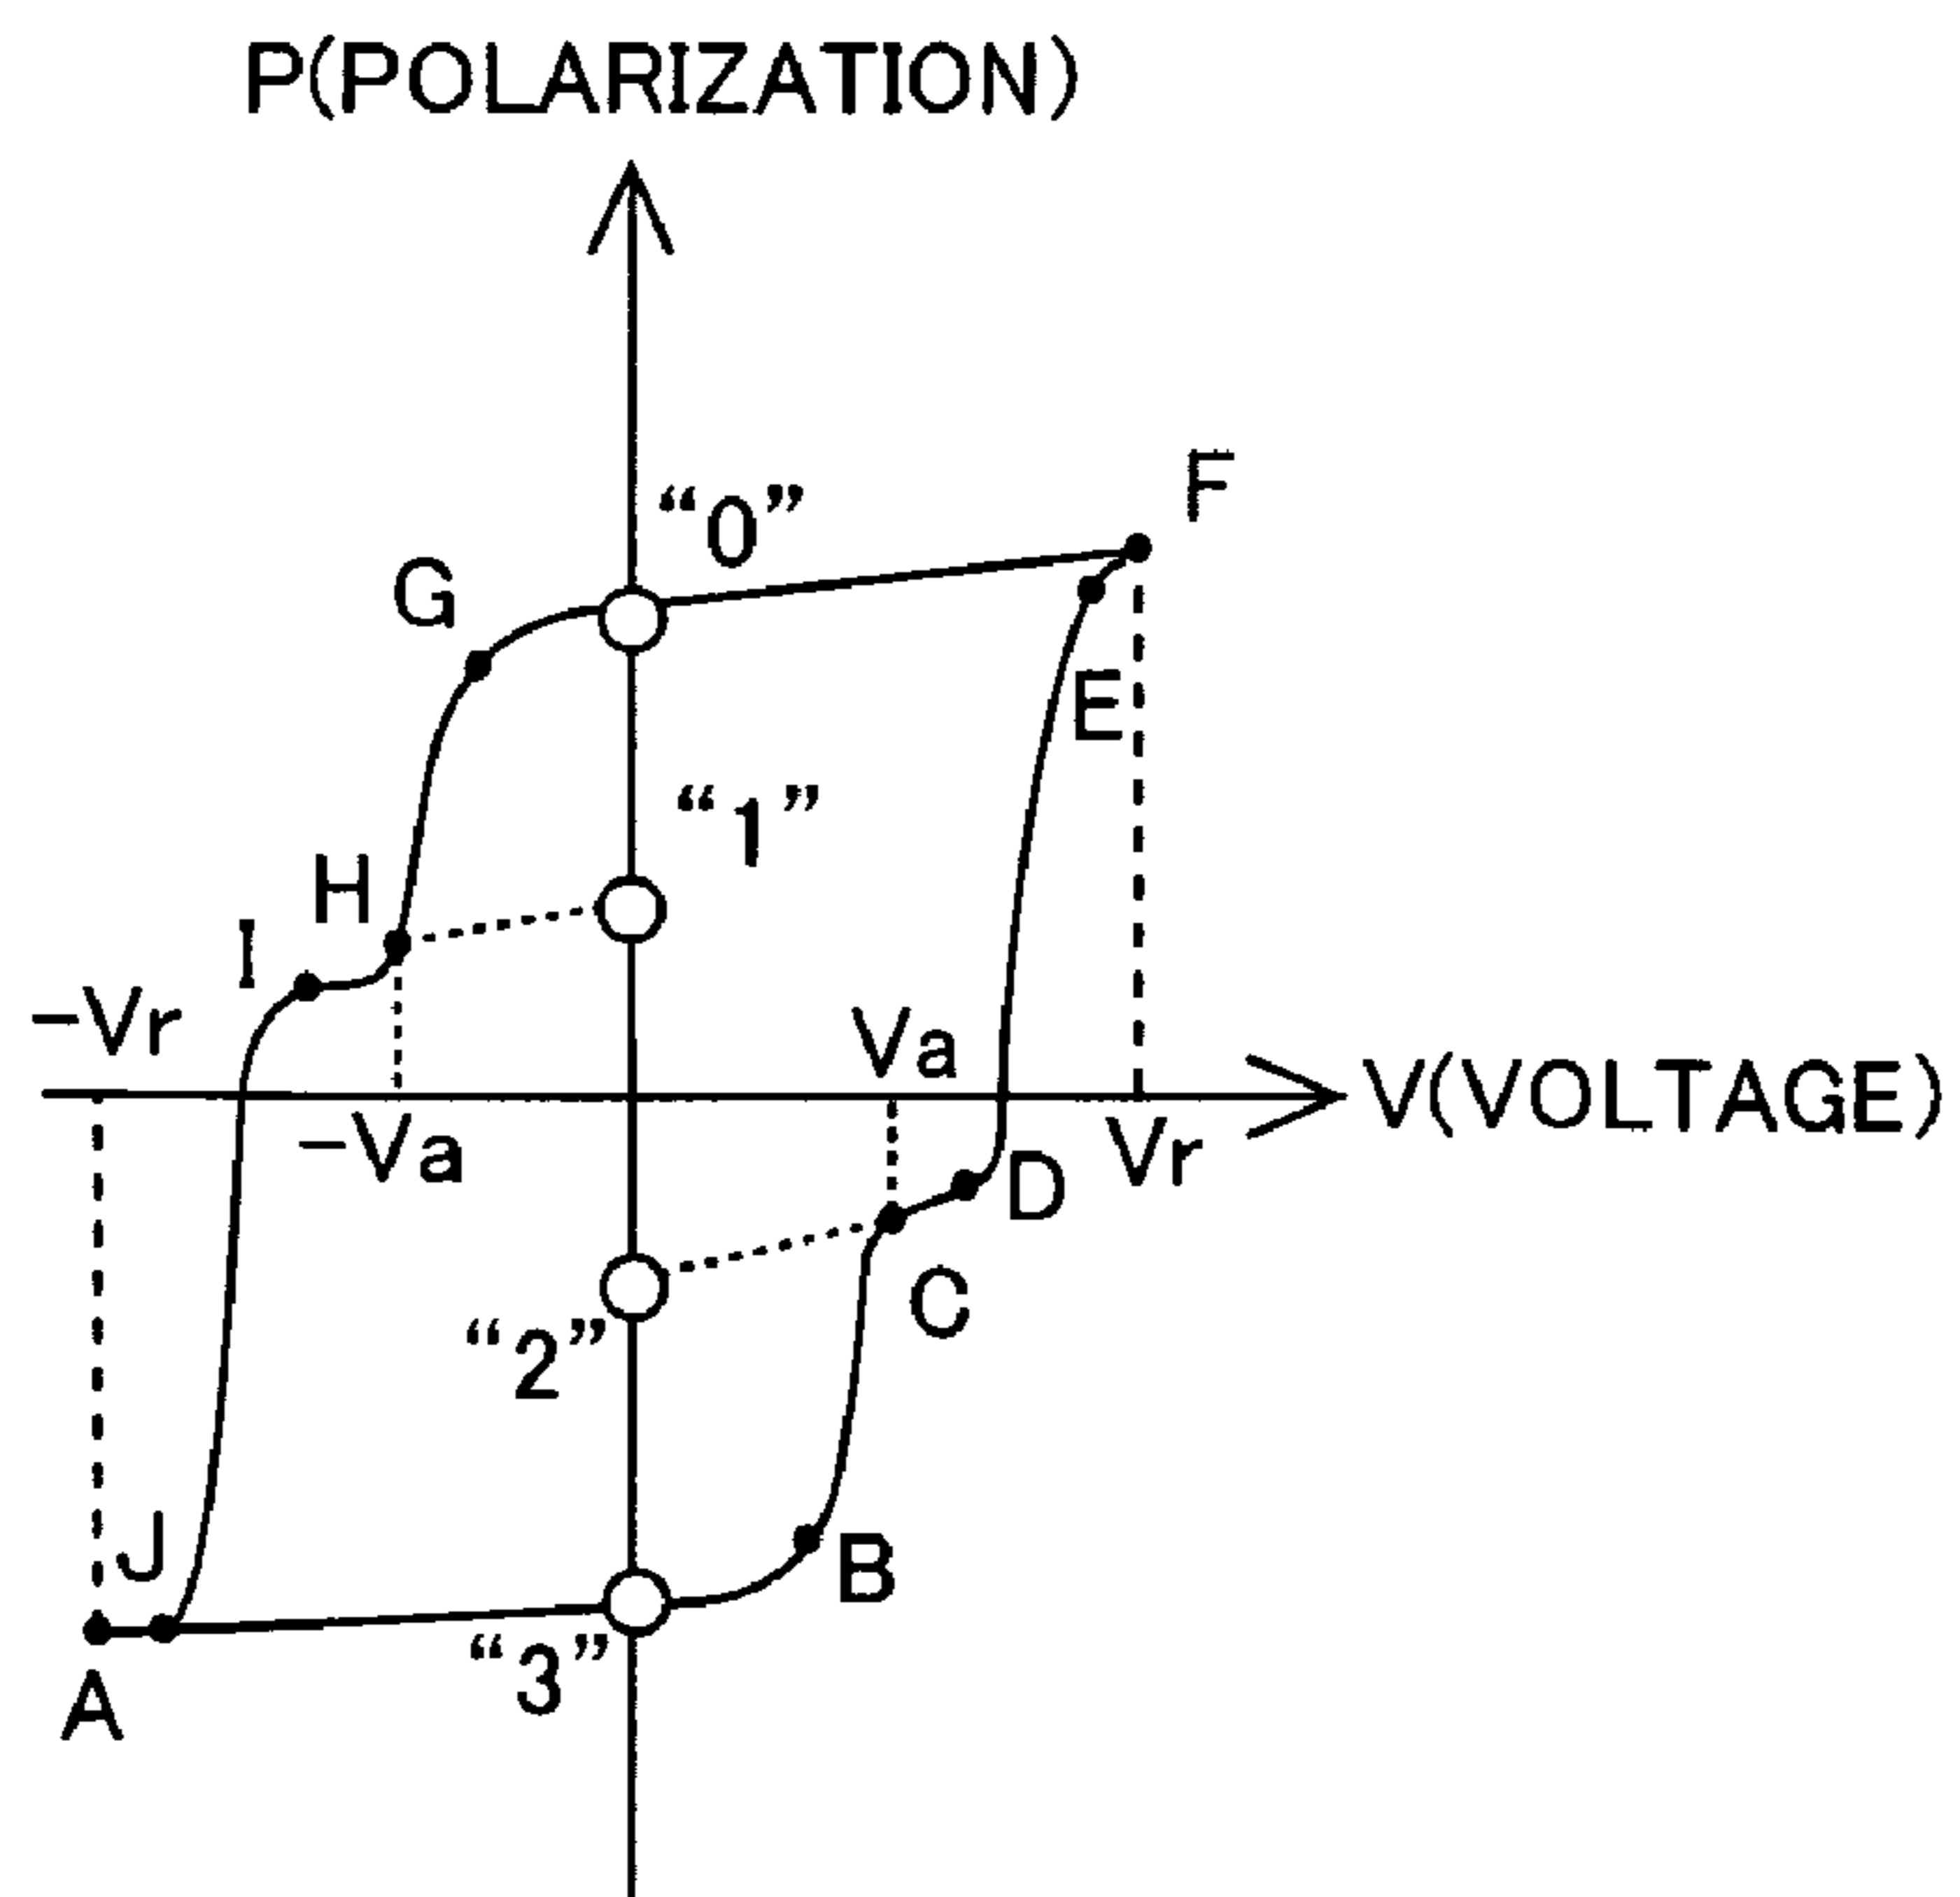 P(POLARIZATION)
“0”
F
G
E
“1”
H
I
−Vr
Va
V(VOLTAGE)
−Va
Vr
D
C
“2”
J
B
“3”
A